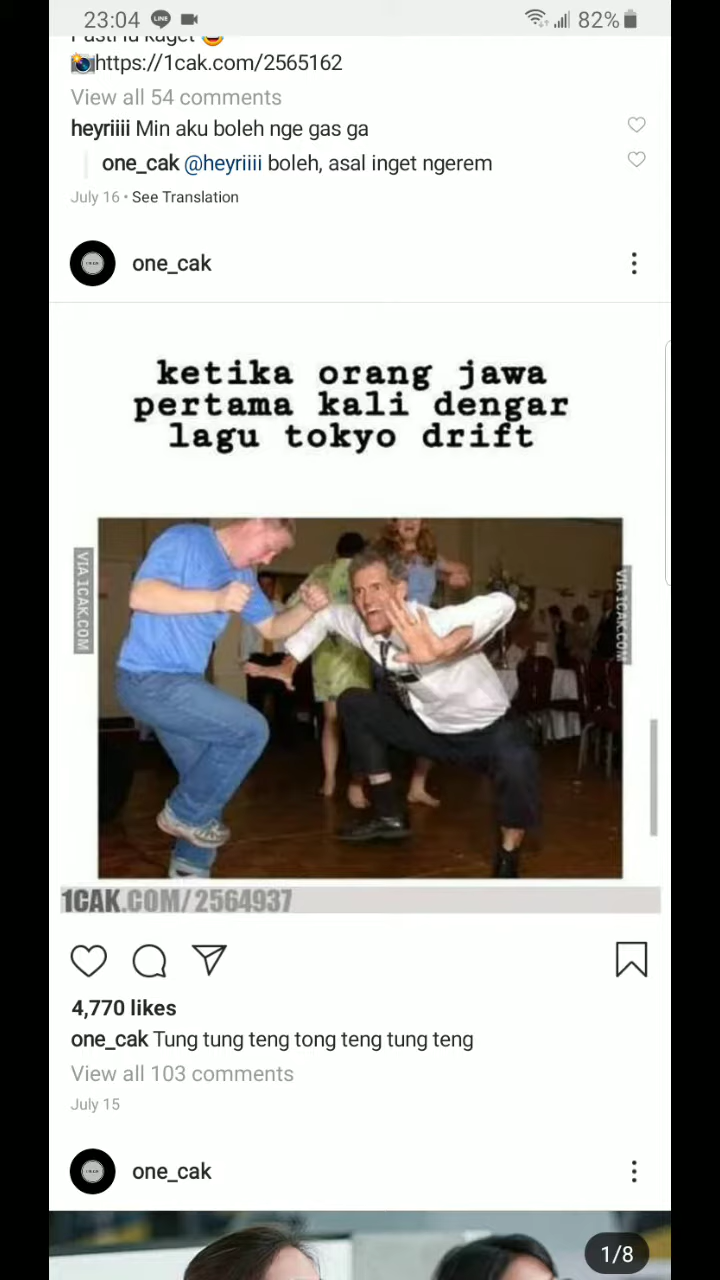 23:04
82%
https://1cak.com/2565162
View all 54 comments
heyriiii Min aku boleh nge gas ga
one_cak @heyriiii boleh, asal inget ngerem
July 16 • See Translation
one_cak
ketika orang jawa
pertama kali dengar
lagu tokyo drift
VIA 1CAK.COM
VIA 1CAK.COM
1CAK.COM/2564937
4,770 likes
one_cak Tung tung teng tong teng tung teng
View all 103 comments
July 15
one_cak
1/8